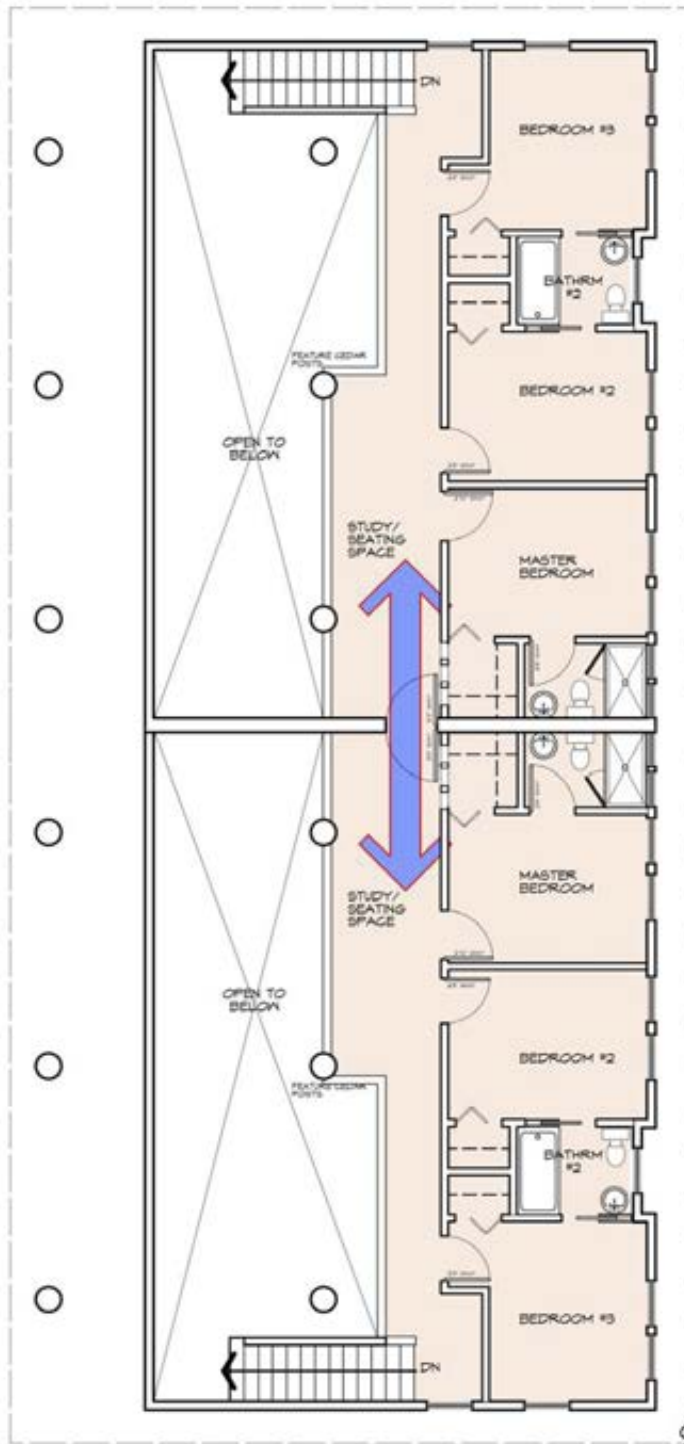 DN
BEDROOM #3
BATHRM
#2
FEATURE CEDAR
POSTS
BEDROOM #2
OPEN TO
BELOW
STUDY/
SEATING
SPACE
MASTER
BEDROOM
MASTER
BEDROOM
STUDY/
SEATING
SPACE
OPEN TO
BELOW
BEDROOM #2
FEATURE CEDAR
POSTS
BATHRM
#2
BEDROOM #3
DN